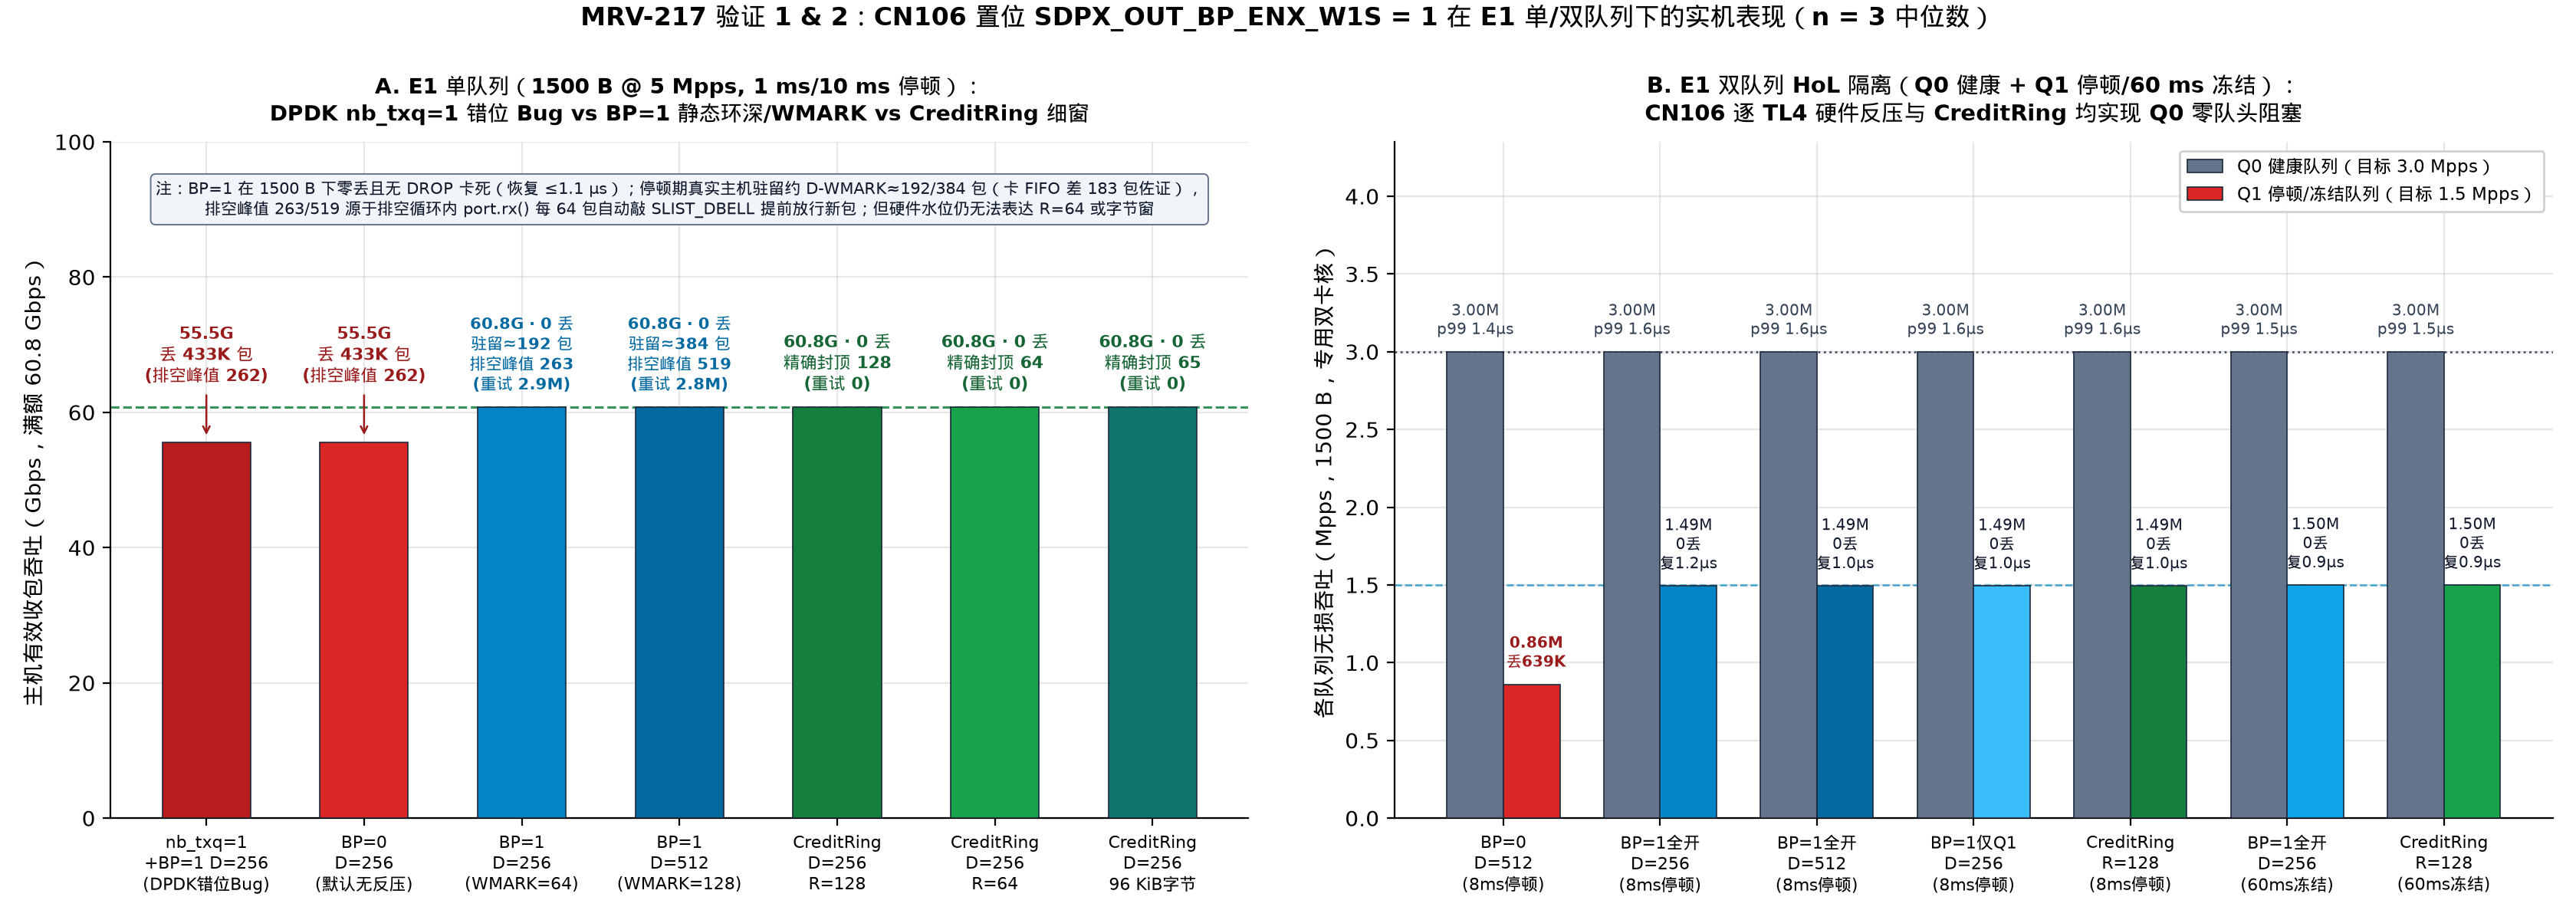 MRV-217 验证 1 & 2：CN106 置位 SDPX_OUT_BP_ENX_W1S = 1 在 E1 单/双队列下的实机表现（n = 3 中位数）
A. E1 单队列（1500 B @ 5 Mpps, 1 ms/10 ms 停顿）：
DPDK nb_txq=1 错位 Bug vs BP=1 静态环深/WMARK vs CreditRing 细窗
主机有效收包吞吐（Gbps，满额 60.8 Gbps）
100
80
60
40
20
0
注：BP=1 在 1500 B 下零丢且无 DROP 卡死（恢复 ≤1.1 μs）；停顿期真实主机驻留约 D-WMARK≈192/384 包（卡 FIFO 差 183 包佐证），
排空峰值 263/519 源于排空循环内 port.rx() 每 64 包自动敲 SLIST_DBELL 提前放行新包；但硬件水位仍无法表达 R=64 或字节窗
55.5G
丢 433K 包
(排空峰值 262)
55.5G
丢 433K 包
(排空峰值 262)
60.8G · 0 丢
驻留≈192 包
排空峰值 263
(重试 2.9M)
60.8G · 0 丢
驻留≈384 包
排空峰值 519
(重试 2.8M)
60.8G · 0 丢
精确封顶 128
(重试 0)
60.8G · 0 丢
精确封顶 64
(重试 0)
60.8G · 0 丢
精确封顶 65
(重试 0)
nb_txq=1
+BP=1 D=256
(DPDK错位Bug)
BP=0
D=256
(默认无反压)
BP=1
D=256
(WMARK=64)
BP=1
D=512
(WMARK=128)
CreditRing
D=256
R=128
CreditRing
D=256
R=64
CreditRing
D=256
96 KiB字节
B. E1 双队列 HoL 隔离（Q0 健康 + Q1 停顿/60 ms 冻结）：
CN106 逐 TL4 硬件反压与 CreditRing 均实现 Q0 零队头阻塞
各队列无损吞吐（Mpps，1500 B，专用双卡核）
4.0
3.5
3.0
2.5
2.0
1.5
1.0
0.5
0.0
Q0 健康队列（目标 3.0 Mpps）
Q1 停顿/冻结队列（目标 1.5 Mpps）
3.00M
p99 1.4μs
3.00M
p99 1.6μs
3.00M
p99 1.6μs
3.00M
p99 1.6μs
3.00M
p99 1.6μs
3.00M
p99 1.5μs
3.00M
p99 1.5μs
0.86M
丢639K
1.49M
0丢
复1.2μs
1.49M
0丢
复1.0μs
1.49M
0丢
复1.0μs
1.49M
0丢
复1.0μs
1.50M
0丢
复0.9μs
1.50M
0丢
复0.9μs
BP=0
D=512
(8ms停顿)
BP=1全开
D=256
(8ms停顿)
BP=1全开
D=512
(8ms停顿)
BP=1仅Q1
D=256
(8ms停顿)
CreditRing
R=128
(8ms停顿)
BP=1全开
D=256
(60ms冻结)
CreditRing
R=128
(60ms冻结)